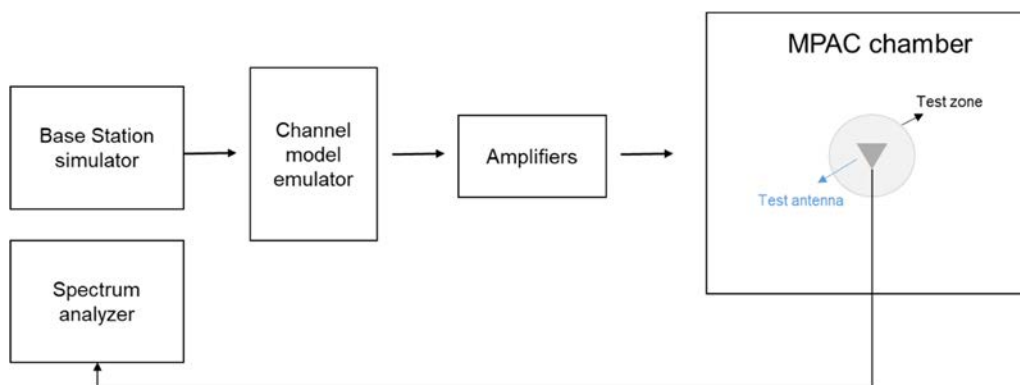 MPAC chamber
Test zone
Test antenna
Base Station
simulator
Channel
model
emulator
Amplifiers
Spectrum
analyzer